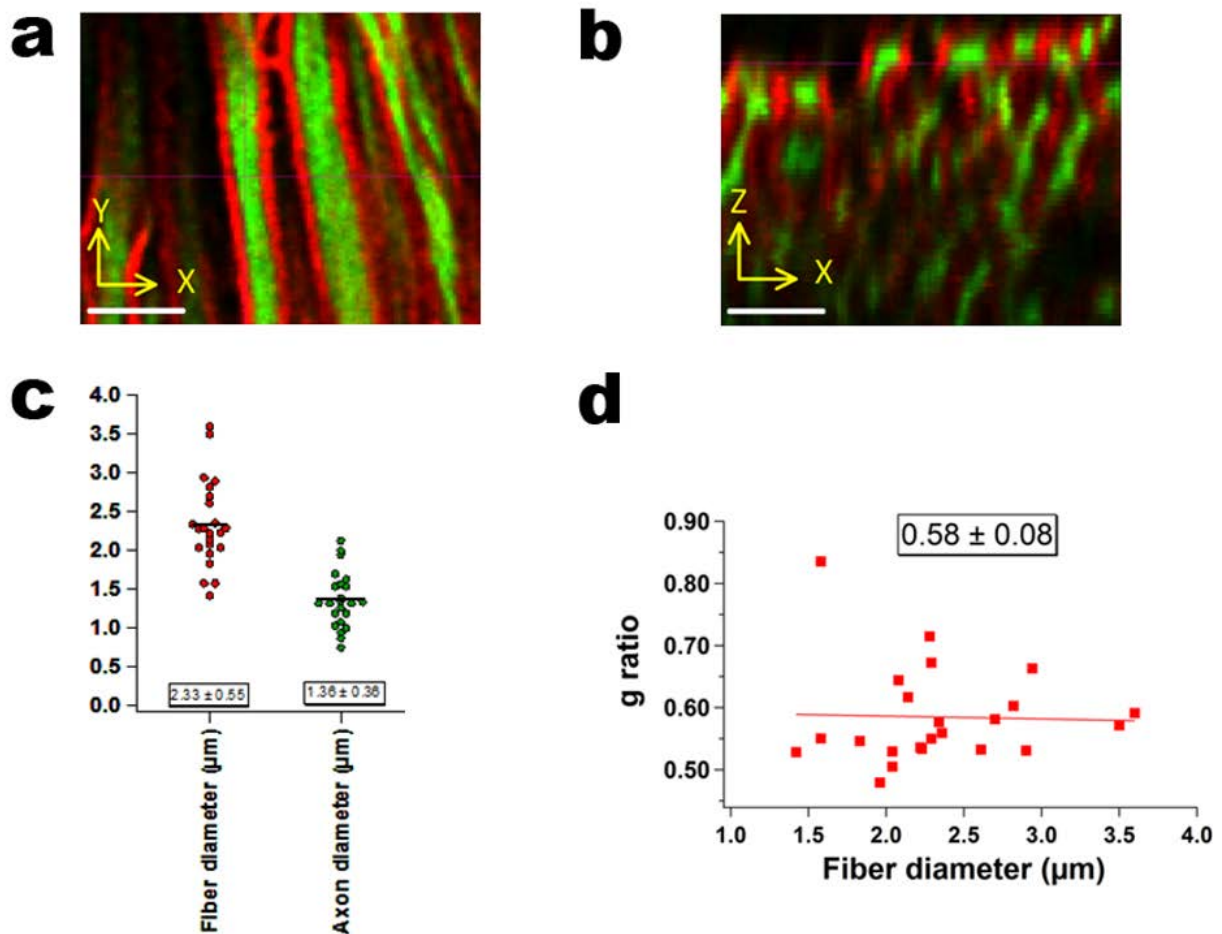 a
Y
X
b
Z
X
c
4.0
3.5
3.0
2.5
2.0
1.5
1.0
0.5
0.0
2.33 ± 0.55
1.36 ± 0.36
Fiber diameter (µm)
Axon diameter (µm)
d
0.58 ± 0.08
g ratio
0.90
0.80
0.70
0.60
0.50
1.0 1.5 2.0 2.5 3.0 3.5 4.0
Fiber diameter (µm)